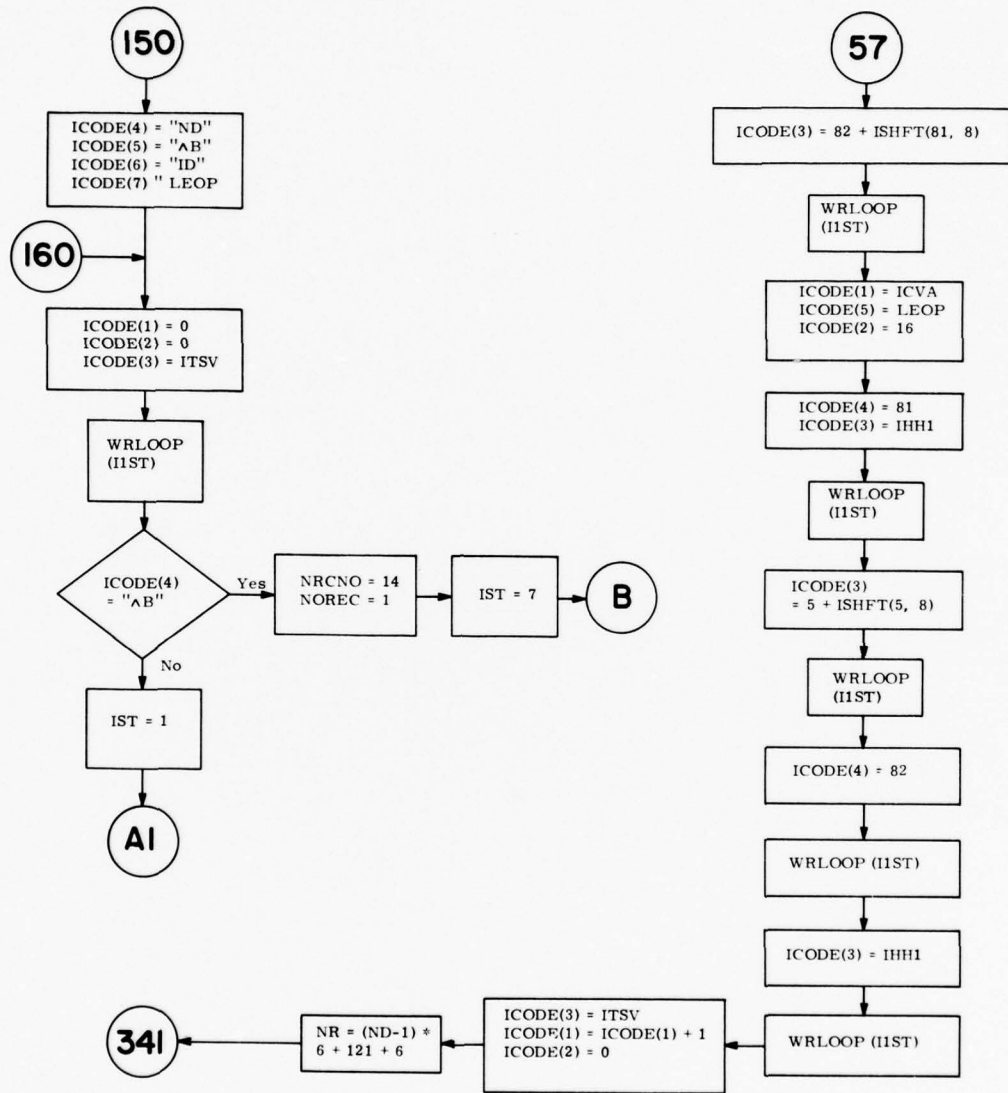 150
ICODE(4) = "ND"
ICODE(5) = "∧B"
ICODE(6) = "ID"
ICODE(7) " LEOP
160
ICODE(1) = 0
ICODE(2) = 0
ICODE(3) = ITSV
WRLOOP
(I1ST)
ICODE(4)
= "∧B"
Yes
NRCNO = 14
NOREC = 1
IST = 7
B
No
IST = 1
A1
57
ICODE(3) = 82 + ISHFT(81, 8)
WRLOOP
(I1ST)
ICODE(1) = ICVA
ICODE(5) = LEOP
ICODE(2) = 16
ICODE(4) = 81
ICODE(3) = IHH1
WRLOOP
(I1ST)
ICODE(3)
= 5 + ISHFT(5, 8)
WRLOOP
(I1ST)
ICODE(4) = 82
WRLOOP (I1ST)
ICODE(3) = IHH1
WRLOOP (I1ST)
ICODE(3) = ITSV
ICODE(1) = ICODE(1) + 1
ICODE(2) = 0
NR = (ND-1) *
6 + 121 + 6
341